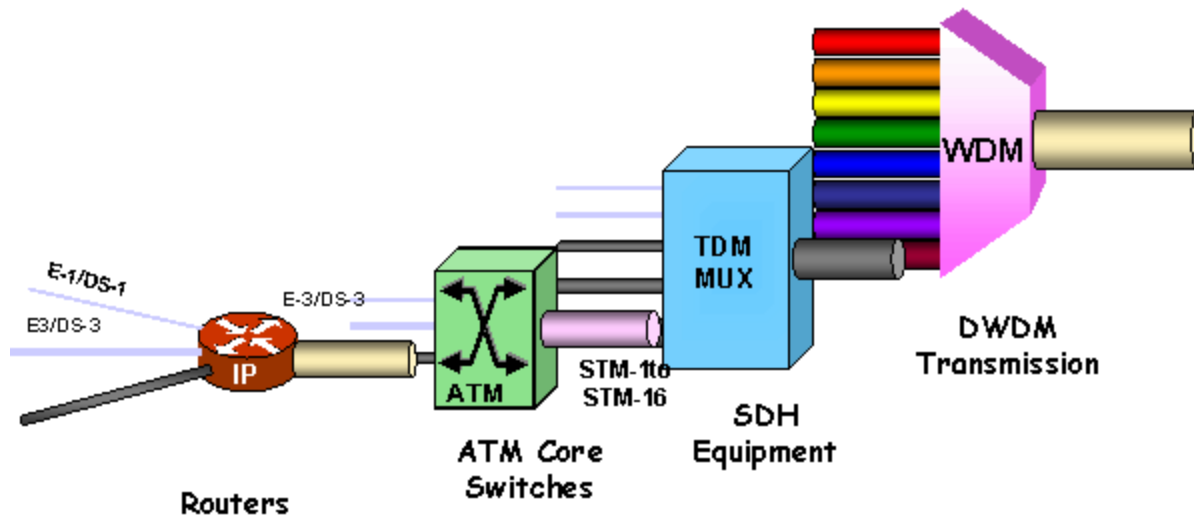 E-1/DS-1
E3/DS-3
IP
Routers
E-3/DS-3
ATM
ATM Core
Switches
STM-1to
STM-16
TDM
MUX
SDH
Equipment
WDM
DWDM
Transmission